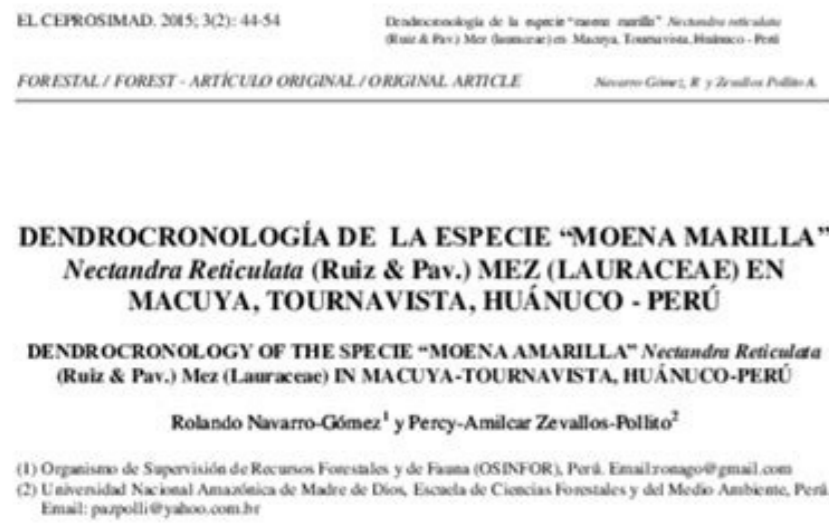 EL CEPROSIMAD. 2015; 3(2): 44-54
Dendrocronología de la especie “moena marilla” Nectandra reticulata
(Ruiz & Pav.) Mez (lauraceae) en Macuya, Tournavista, Huánuco - Perú
FORESTAL / FOREST - ARTÍCULO ORIGINAL / ORIGINAL ARTICLE
Navarro Gómez, R. y Zevallos Pollito A.
DENDROCRONOLOGÍA DE LA ESPECIE “MOENA MARILLA”
Nectandra Reticulata (Ruiz & Pav.) MEZ (LAURACEAE) EN
MACUYA, TOURNAVISTA, HUÁNUCO - PERÚ
DENDROCRONOLOGY OF THE SPECIE “MOENA AMARILLA” Nectandra Reticulata
(Ruiz & Pav.) Mez (Lauraceae) IN MACUYA-TOURNAVISTA, HUÁNUCO-PERÚ
Rolando Navarro-Gómez¹ y Percy-Amilcar Zevallos-Pollito²
(1) Organismo de Supervisión de Recursos Forestales y de Fauna (OSINFOR), Perú. Email:ronago@gmail.com
(2) Universidad Nacional Amazónica de Madre de Dios, Escuela de Ciencias Forestales y del Medio Ambiente, Perú.
Email: pazpolli@yahoo.com.br